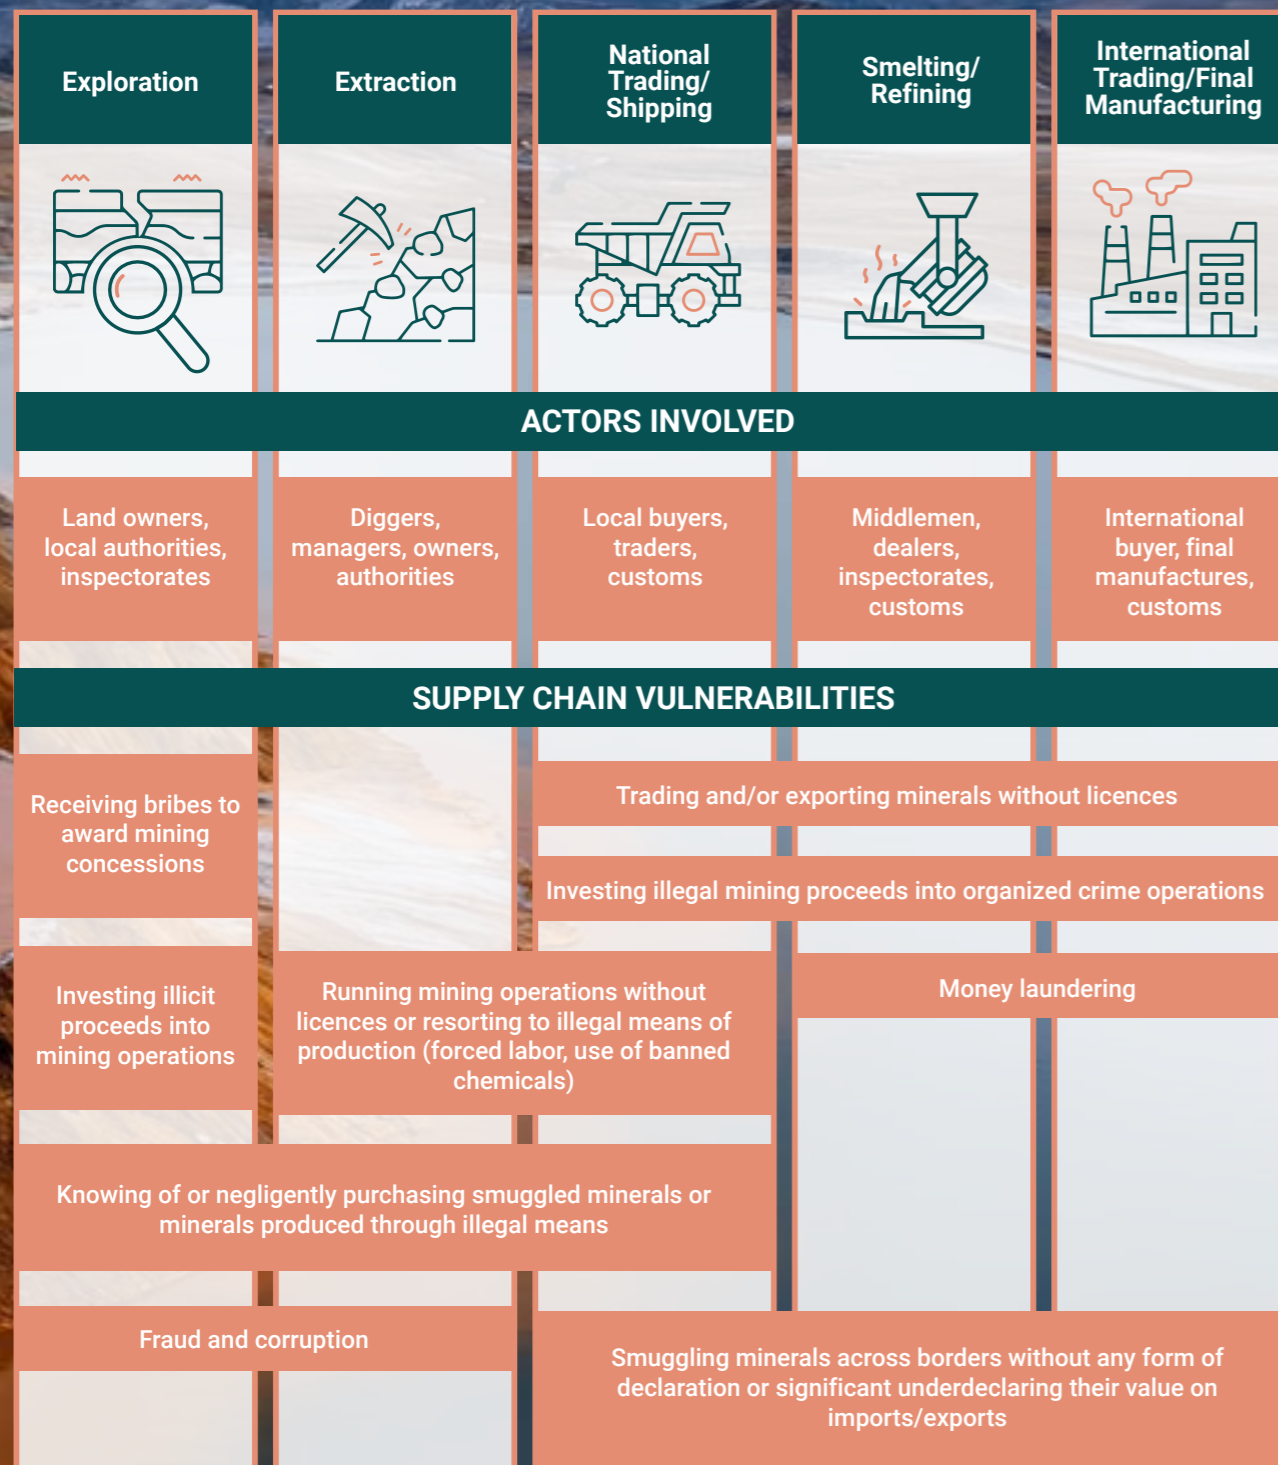 Exploration
Extraction
National
Trading/
Shipping
Smelting/
Refining
International
Trading/Final
Manufacturing
ACTORS INVOLVED
Land owners,
local authorities,
inspectorates
Diggers,
managers, owners,
authorities
Local buyers,
traders,
customs
Middlemen,
dealers,
inspectorates,
customs
International
buyer, final
manufactures,
customs
SUPPLY CHAIN VULNERABILITIES
Receiving bribes to
award mining
concessions
Trading and/or exporting minerals without licences
Investing illegal mining proceeds into organized crime operations
Investing illicit
proceeds into
mining operations
Running mining operations without
licences or resorting to illegal means of
production (forced labor, use of banned
chemicals)
Money laundering
Knowing of or negligently purchasing smuggled minerals or
minerals produced through illegal means
Fraud and corruption
Smuggling minerals across borders without any form of
declaration or significant underdeclaring their value on
imports/exports